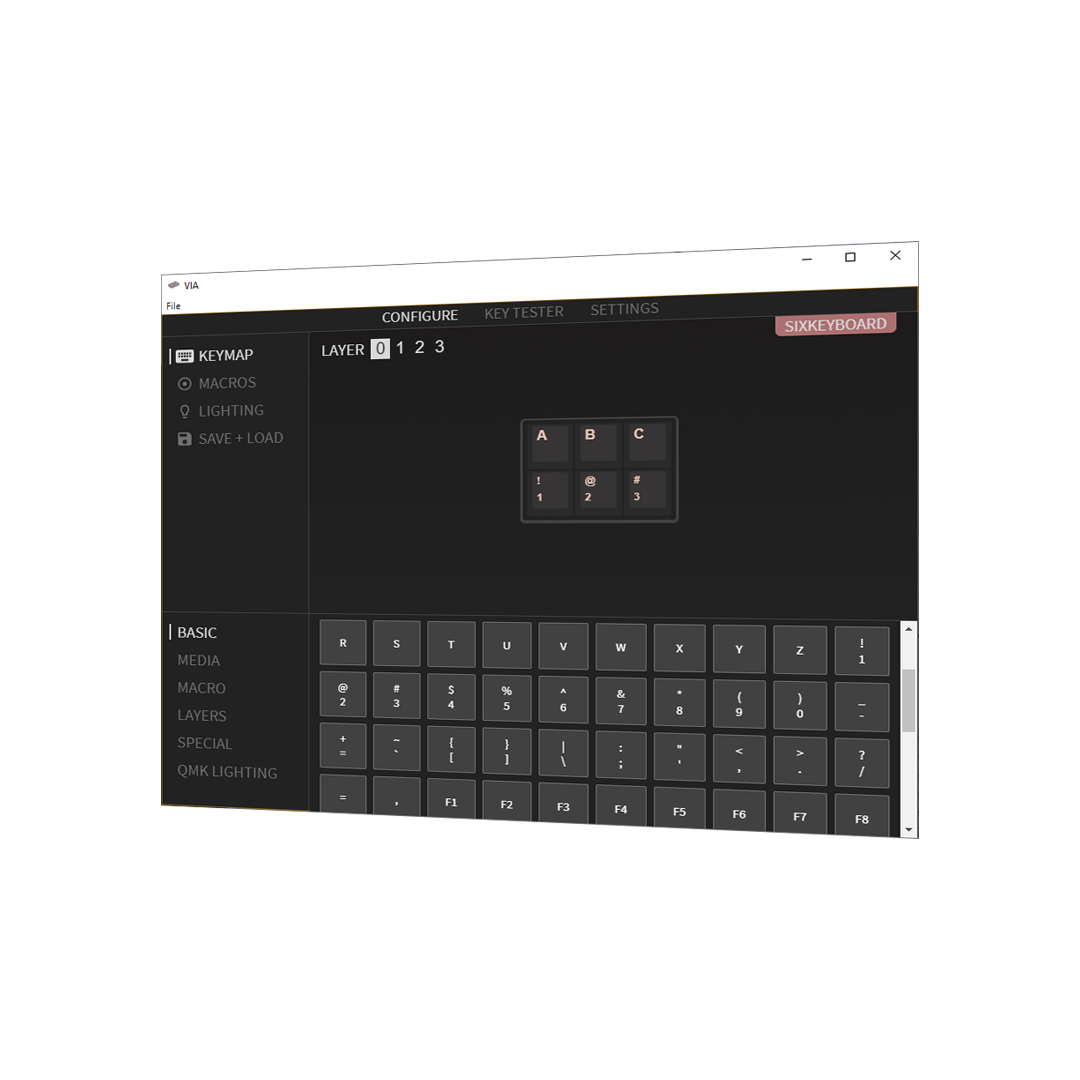 VIA
File
CONFIGURE KEY TESTER SETTINGS
SIXKEYBOARD
KEYMAP
MACROS
LIGHTING
SAVE + LOAD
LAYER 0 1 2 3
A B C
! @ #
1 2 3
BASIC
MEDIA
MACRO
LAYERS
SPECIAL
QMK LIGHTING
R S T U V W X Y Z !
1
@ # $ % ^ & * ( ) _
2 3 4 5 6 7 8 9 0 -
+ ~ { } | : " < > ?
= ` [ ] \ ; ' , . /
= , F1 F2 F3 F4 F5 F6 F7 F8